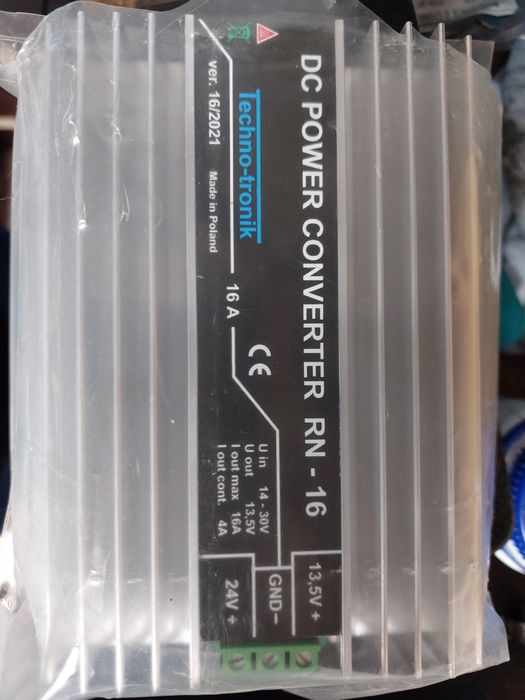 DC POWER CONVERTER RN - 16
Techno-tronik
ver. 16/2021 Made in Poland
16 A
CE
U in 14 - 30V
U out 13,5V
I out max 16A
I out cont. 4A
13,5V +
GND−
24V +